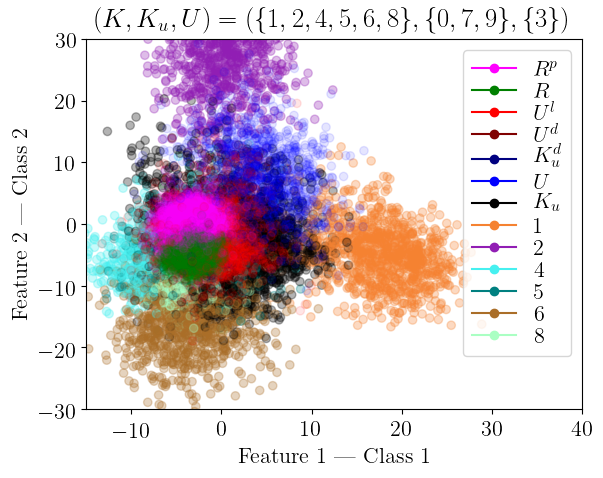 (K, K_u, U) = ({1, 2, 4, 5, 6, 8}, {0, 7, 9}, {3})
30
20
10
0
−10
−20
−30
Feature 2 — Class 2
R^p
R
U^l
U^d
K_u^d
U
K_u
1
2
4
5
6
8
−10
0
10
20
30
40
Feature 1 — Class 1